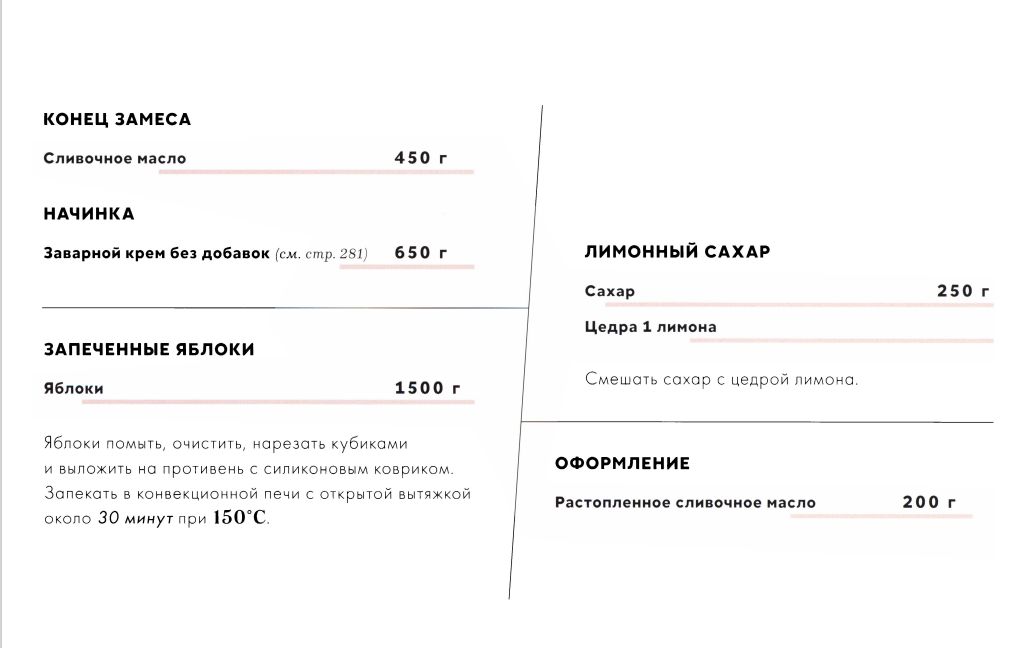 КОНЕЦ ЗАМЕСА
Сливочное масло 450 г
НАЧИНКА
Заварной крем без добавок (см. стр. 281) 650 г
ЗАПЕЧЕННЫЕ ЯБЛОКИ
Яблоки 1500 г
Яблоки помыть, очистить, нарезать кубиками
и выложить на противень с силиконовым ковриком.
Запекать в конвекционной печи с открытой вытяжкой
около 30 минут при 150°С.
ЛИМОННЫЙ САХАР
Сахар 250 г
Цедра 1 лимона
Смешать сахар с цедрой лимона.
ОФОРМЛЕНИЕ
Растопленное сливочное масло 200 г